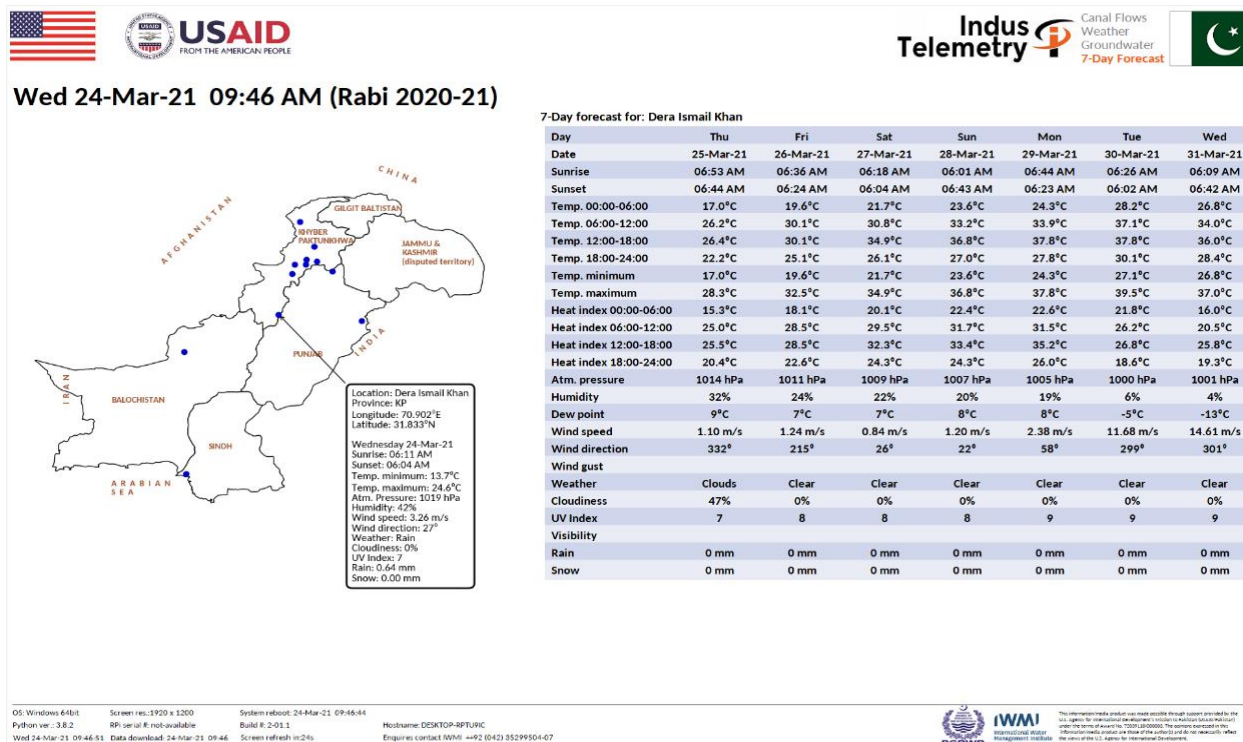 USAID
FROM THE AMERICAN PEOPLE
Indus
Telemetry
Canal Flows
Weather
Groundwater
7-Day Forecast
Wed 24-Mar-21 09:46 AM (Rabi 2020-21)
CHINA
AFGHANISTAN
GILGIT BALTISTAN
KHYBER
PAKTUNKHWA
JAMMU &
KASHMIR
(disputed territory)
PUNJAB
INDIA
IRAN
BALOCHISTAN
SINDH
ARABIAN
SEA
Location: Dera Ismail Khan
Province: KP
Longitude: 70.902°E
Latitude: 31.833°N
Wednesday 24-Mar-21
Sunrise: 06:11 AM
Sunset: 06:04 AM
Temp. minimum: 13.7°C
Temp. maximum: 24.6°C
Atm. Pressure: 1019 hPa
Humidity: 42%
Wind speed: 3.26 m/s
Wind direction: 27°
Weather: Rain
Cloudiness: 0%
UV Index: 7
Rain: 0.64 mm
Snow: 0.00 mm
7-Day forecast for: Dera Ismail Khan
Day Thu Fri Sat Sun Mon Tue Wed
Date 25-Mar-21 26-Mar-21 27-Mar-21 28-Mar-21 29-Mar-21 30-Mar-21 31-Mar-21
Sunrise 06:53 AM 06:36 AM 06:18 AM 06:01 AM 06:44 AM 06:26 AM 06:09 AM
Sunset 06:44 AM 06:24 AM 06:04 AM 06:43 AM 06:23 AM 06:02 AM 06:42 AM
Temp. 00:00-06:00 17.0°C 19.6°C 21.7°C 23.6°C 24.3°C 28.2°C 26.8°C
Temp. 06:00-12:00 26.2°C 30.1°C 30.8°C 33.2°C 33.9°C 37.1°C 34.0°C
Temp. 12:00-18:00 26.4°C 30.1°C 34.9°C 36.8°C 37.8°C 37.8°C 36.0°C
Temp. 18:00-24:00 22.2°C 25.1°C 26.1°C 27.0°C 27.8°C 30.1°C 28.4°C
Temp. minimum 17.0°C 19.6°C 21.7°C 23.6°C 24.3°C 27.1°C 26.8°C
Temp. maximum 28.3°C 32.5°C 34.9°C 36.8°C 37.8°C 39.5°C 37.0°C
Heat index 00:00-06:00 15.3°C 18.1°C 20.1°C 22.4°C 22.6°C 21.8°C 16.0°C
Heat index 06:00-12:00 25.0°C 28.5°C 29.5°C 31.7°C 31.5°C 26.2°C 20.5°C
Heat index 12:00-18:00 25.5°C 28.5°C 32.3°C 33.4°C 35.2°C 26.8°C 25.8°C
Heat index 18:00-24:00 20.4°C 22.6°C 24.3°C 24.3°C 26.0°C 18.6°C 19.3°C
Atm. pressure 1014 hPa 1011 hPa 1009 hPa 1007 hPa 1005 hPa 1000 hPa 1001 hPa
Humidity 32% 24% 22% 20% 19% 6% 4%
Dew point 9°C 7°C 7°C 8°C 8°C -5°C -13°C
Wind speed 1.10 m/s 1.24 m/s 0.84 m/s 1.20 m/s 2.38 m/s 11.68 m/s 14.61 m/s
Wind direction 332° 215° 26° 22° 58° 299° 301°
Wind gust
Weather Clouds Clear Clear Clear Clear Clear Clear
Cloudiness 47% 0% 0% 0% 0% 0% 0%
UV Index 7 8 8 8 9 9 9
Visibility
Rain 0 mm 0 mm 0 mm 0 mm 0 mm 0 mm 0 mm
Snow 0 mm 0 mm 0 mm 0 mm 0 mm 0 mm 0 mm
OS: Windows 64bit Screen res.:1920 x 1200 System reboot: 24-Mar-21 09:46:44
Python ver.: 3.8.2 RPi serial #: not-available Build #: 2-01.1 Hostname: DESKTOP-RPTU9IC
Wed 24-Mar-21 09:46:51 Data download: 24-Mar-21 09:46 Screen refresh in:24s Enquires contact IWMI ++92 (042) 35299504-07
IWMI
International Water
Management Institute